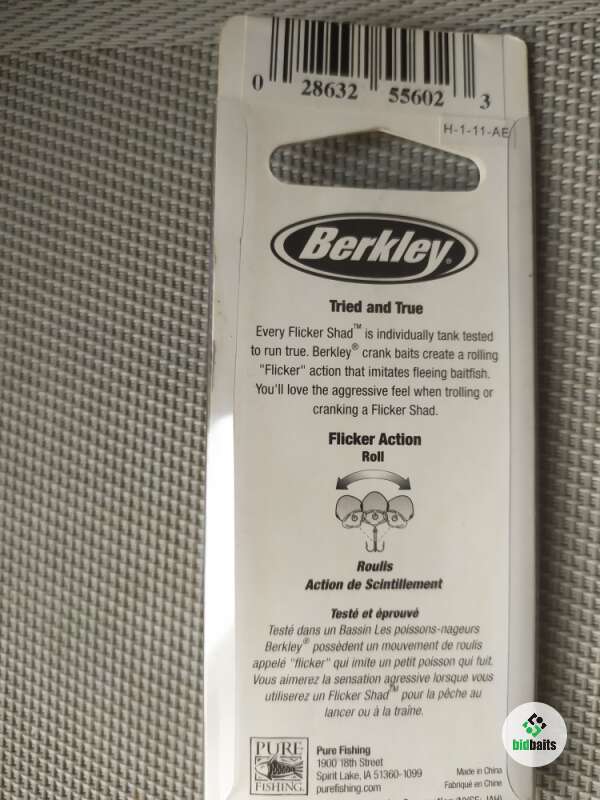 0 28632 55602 3
H-1-11-AE
Berkley®
Tried and True
Every Flicker Shad™ is individually tank tested
to run true. Berkley® crank baits create a rolling
"Flicker" action that imitates fleeing baitfish.
You'll love the aggressive feel when trolling or
cranking a Flicker Shad.
Flicker Action
Roll
Roulis
Action de Scintillement
Testé et éprouvé
Testé dans un Bassin Les poissons-nageurs
Berkley® possèdent un mouvement de roulis
appelé "flicker" qui imite un petit poisson qui fuit.
Vous aimerez la sensation agressive lorsque vous
utiliserez un Flicker Shad™ pour la pêche au
lancer ou à la traîne.
PURE
FISHING
Pure Fishing
1900 18th Street
Spirit Lake, IA 51360-1099
purefishing.com
Made in China
Fabriqué en Chine
bidbaits